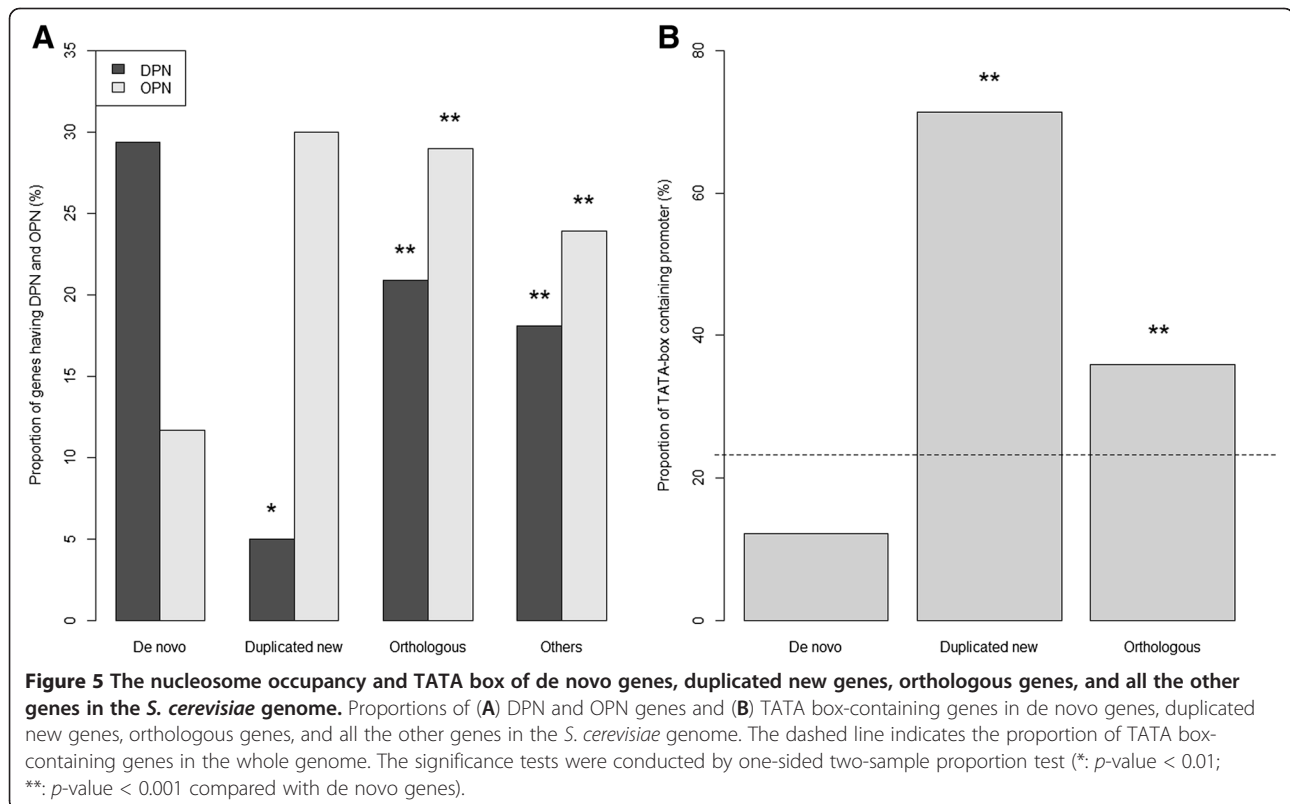 A
B
35
30
25
20
15
10
5
0
Proportion of genes having DPN and OPN (%)
DPN
OPN
*
**
**
**
**
De novo
Duplicated new
Orthologous
Others
80
60
40
20
0
Proportion of TATA-box containing promoter (%)
**
**
De novo
Duplicated new
Orthologous
Figure 5 The nucleosome occupancy and TATA box of de novo genes, duplicated new genes, orthologous genes, and all the other
genes in the S. cerevisiae genome. Proportions of (A) DPN and OPN genes and (B) TATA box-containing genes in de novo genes, duplicated
new genes, orthologous genes, and all the other genes in the S. cerevisiae genome. The dashed line indicates the proportion of TATA box-
containing genes in the whole genome. The significance tests were conducted by one-sided two-sample proportion test (*: p-value < 0.01;
**: p-value < 0.001 compared with de novo genes).